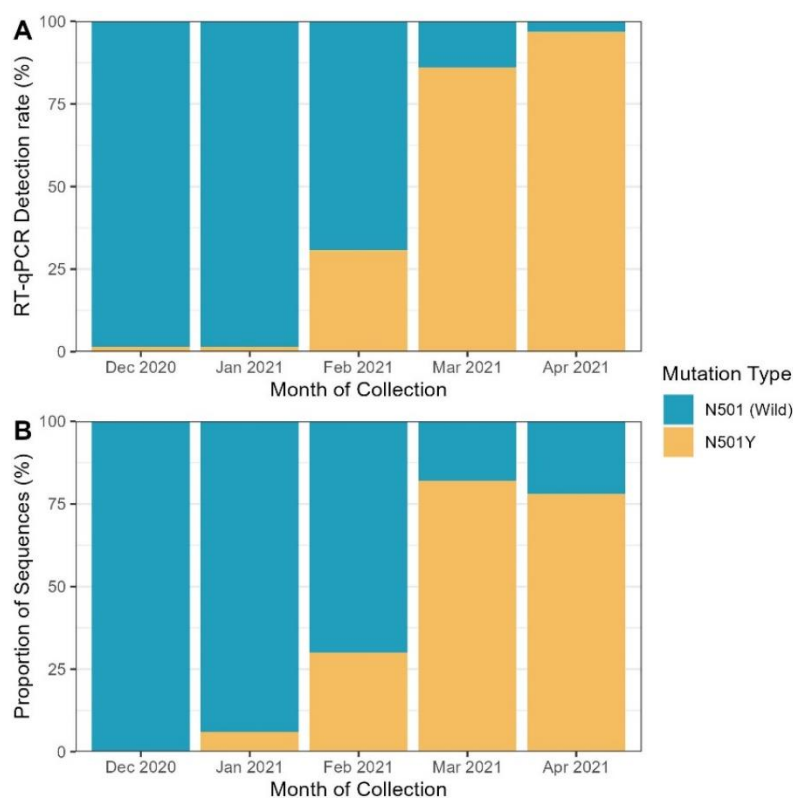 A
RT-qPCR Detection rate (%)
100
75
50
25
0
Dec 2020 Jan 2021 Feb 2021 Mar 2021 Apr 2021
Month of Collection
Mutation Type
N501 (Wild)
N501Y
B
Proportion of Sequences (%)
100
75
50
25
0
Dec 2020 Jan 2021 Feb 2021 Mar 2021 Apr 2021
Month of Collection